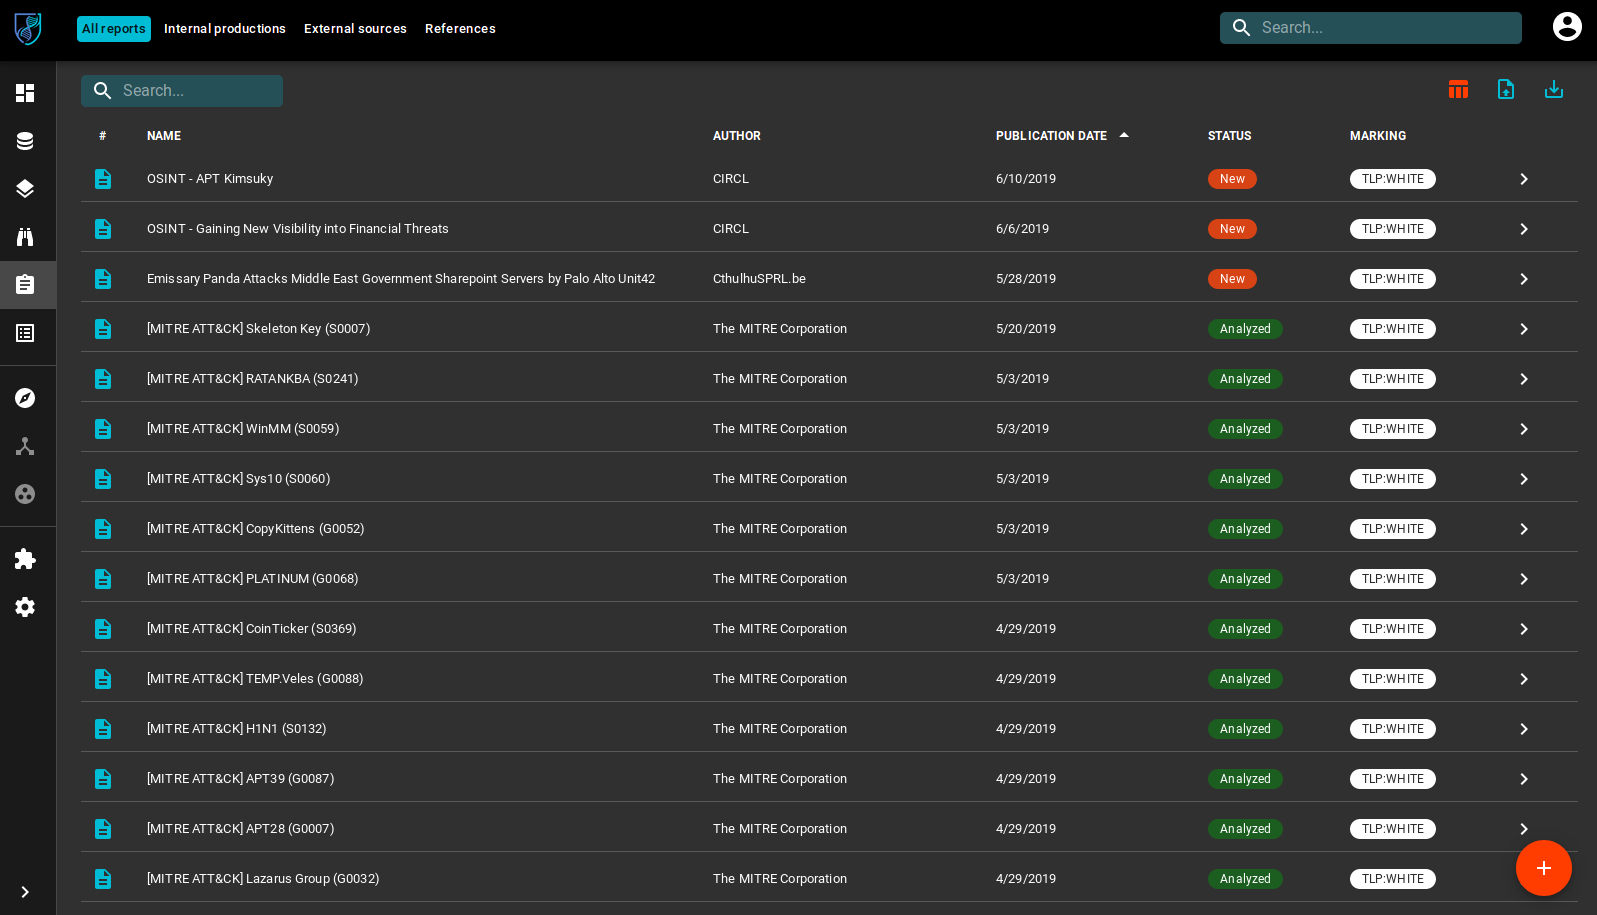 All reports Internal productions External sources References Search...
Search...
# NAME AUTHOR PUBLICATION DATE STATUS MARKING
OSINT - APT Kimsuky CIRCL 6/10/2019 New TLP:WHITE
OSINT - Gaining New Visibility into Financial Threats CIRCL 6/6/2019 New TLP:WHITE
Emissary Panda Attacks Middle East Government Sharepoint Servers by Palo Alto Unit42 CthulhuSPRL.be 5/28/2019 New TLP:WHITE
[MITRE ATT&CK] Skeleton Key (S0007) The MITRE Corporation 5/20/2019 Analyzed TLP:WHITE
[MITRE ATT&CK] RATANKBA (S0241) The MITRE Corporation 5/3/2019 Analyzed TLP:WHITE
[MITRE ATT&CK] WinMM (S0059) The MITRE Corporation 5/3/2019 Analyzed TLP:WHITE
[MITRE ATT&CK] Sys10 (S0060) The MITRE Corporation 5/3/2019 Analyzed TLP:WHITE
[MITRE ATT&CK] CopyKittens (G0052) The MITRE Corporation 5/3/2019 Analyzed TLP:WHITE
[MITRE ATT&CK] PLATINUM (G0068) The MITRE Corporation 5/3/2019 Analyzed TLP:WHITE
[MITRE ATT&CK] CoinTicker (S0369) The MITRE Corporation 4/29/2019 Analyzed TLP:WHITE
[MITRE ATT&CK] TEMP.Veles (G0088) The MITRE Corporation 4/29/2019 Analyzed TLP:WHITE
[MITRE ATT&CK] H1N1 (S0132) The MITRE Corporation 4/29/2019 Analyzed TLP:WHITE
[MITRE ATT&CK] APT39 (G0087) The MITRE Corporation 4/29/2019 Analyzed TLP:WHITE
[MITRE ATT&CK] APT28 (G0007) The MITRE Corporation 4/29/2019 Analyzed TLP:WHITE
[MITRE ATT&CK] Lazarus Group (G0032) The MITRE Corporation 4/29/2019 Analyzed TLP:WHITE